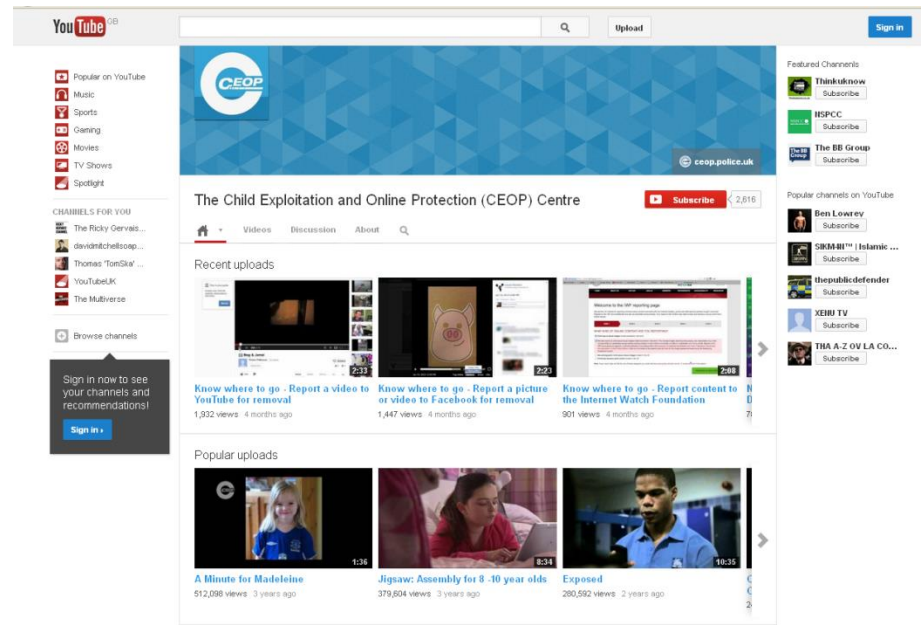 YouTube GB
Upload
Sign in
Popular on YouTube
Music
Sports
Gaming
Movies
TV Shows
Spotlight
CHANNELS FOR YOU
The Ricky Gervais...
davidmitchellsoap...
Thomas 'TomSka' ...
YouTubeUK
The Multiverse
Browse channels
Sign in now to see
your channels and
recommendations!
Sign in ›
CEOP
ceop.police.uk
The Child Exploitation and Online Protection (CEOP) Centre
Subscribe
2,616
Videos Discussion About
Recent uploads
Welcome to the IWF reporting page
2:33
2:23
2:08
Know where to go - Report a video to
YouTube for removal
1,932 views 4 months ago
Know where to go - Report a picture
or video to Facebook for removal
1,447 views 4 months ago
Know where to go - Report content to
the Internet Watch Foundation
901 views 4 months ago
Popular uploads
1:36
8:34
10:35
A Minute for Madeleine
512,098 views 3 years ago
Jigsaw: Assembly for 8 -10 year olds
379,604 views 3 years ago
Exposed
280,592 views 2 years ago
Featured Channels
Thinkuknow
Subscribe
NSPCC
Subscribe
The BB Group
Subscribe
Popular channels on YouTube
Ben Lowrey
Subscribe
SIKM-IN™ | Islamic ...
Subscribe
thepublicdefender
Subscribe
XENU TV
Subscribe
THA A-Z OV LA CO...
Subscribe